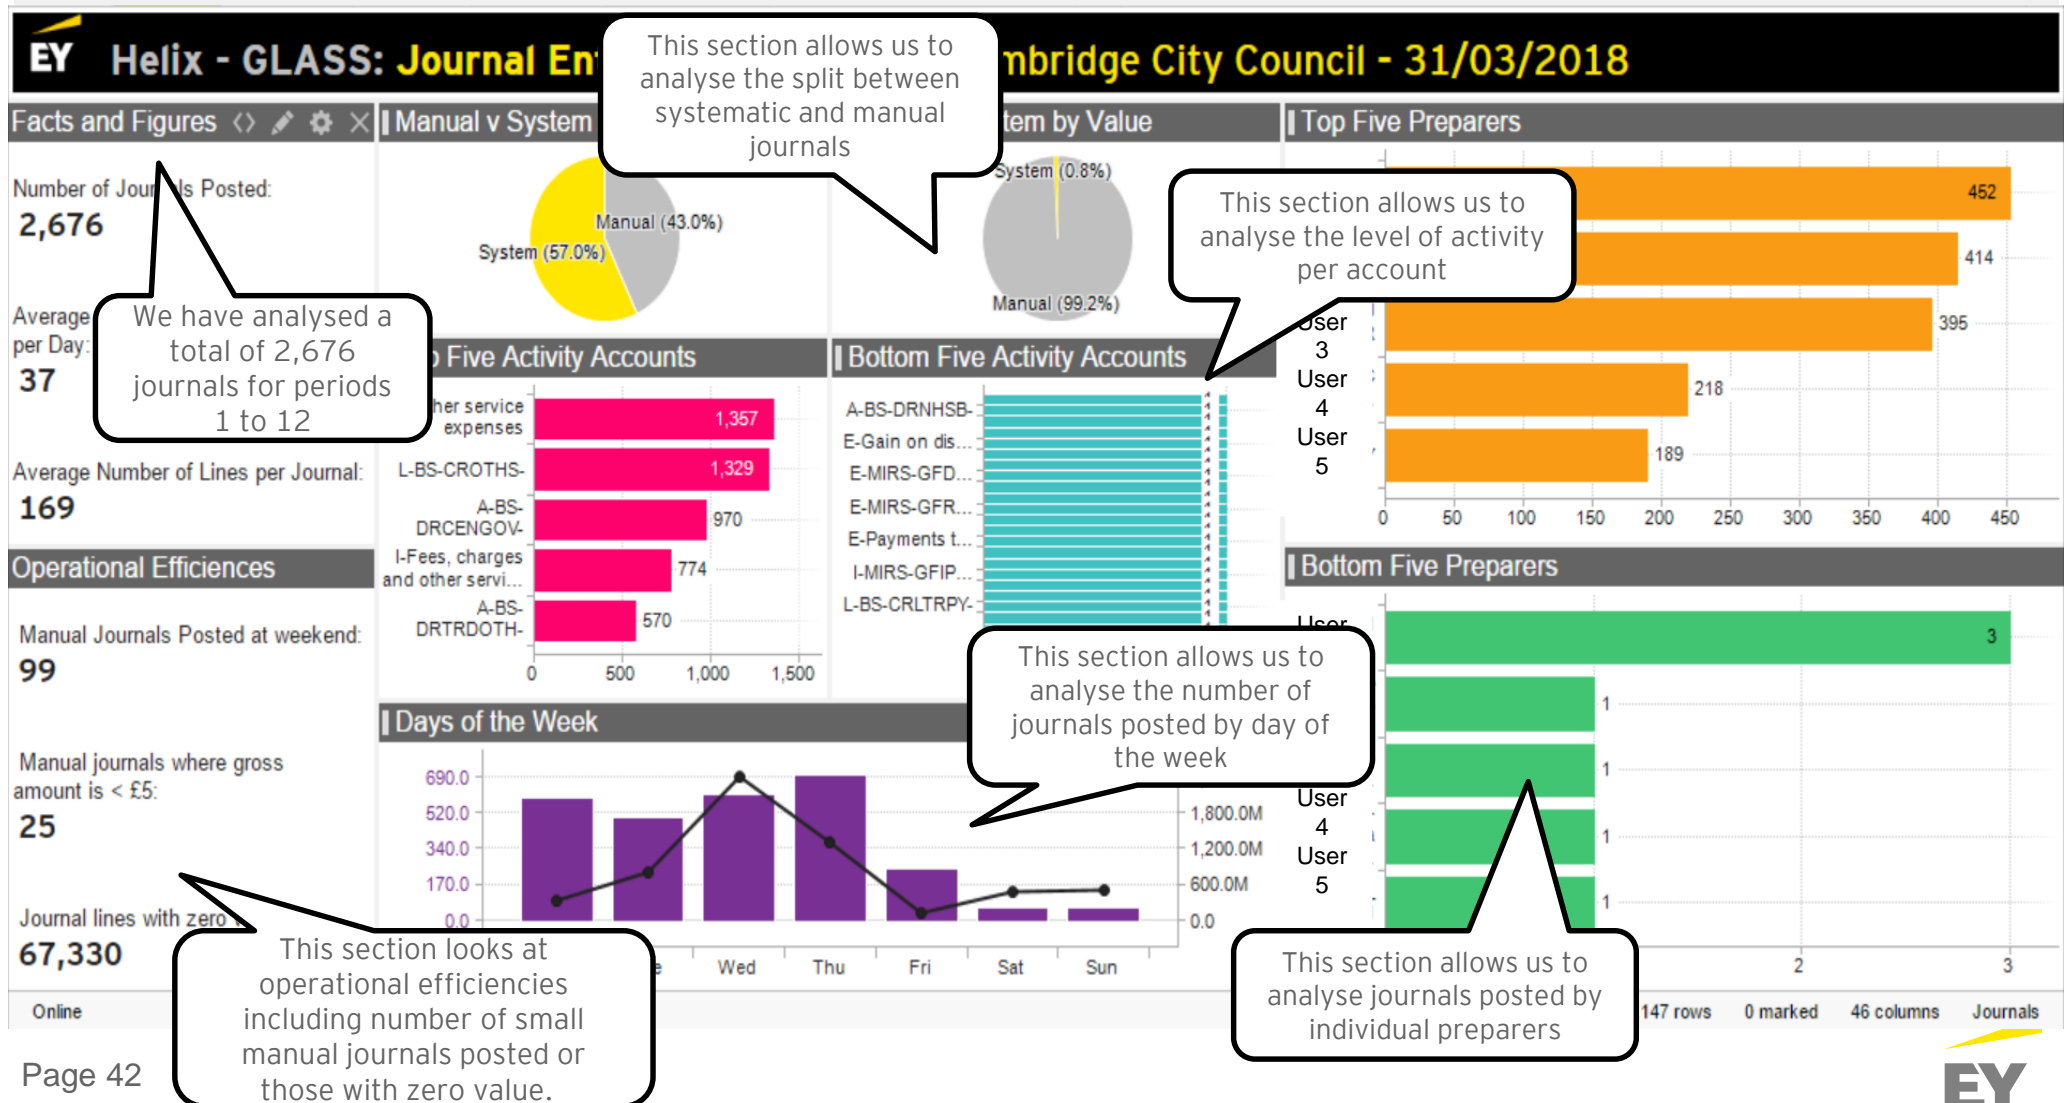 EY
Helix - GLASS: Journal En
mbridge City Council - 31/03/2018
This section allows us to
analyse the split between
systematic and manual
journals
Facts and Figures
Number of Journals Posted:
2,676
Average
per Day:
37
We have analysed a
total of 2,676
journals for periods
1 to 12
Average Number of Lines per Journal:
169
Operational Efficiences
Manual Journals Posted at weekend:
99
Manual journals where gross
amount is < £5:
25
Journal lines with zero
67,330
This section looks at
operational efficiencies
including number of small
manual journals posted or
those with zero value.
Manual v System
Manual (43.0%)
System (57.0%)
tem by Value
System (0.8%)
Manual (99.2%)
This section allows us to
analyse the level of activity
per account
Five Activity Accounts
her service
expenses
1,357
L-BS-CROTHS-
1,329
A-BS-
DRCENGOV-
970
I-Fees, charges
and other servi...
774
A-BS-
DRTRDOTH-
570
0 500 1,000 1,500
Bottom Five Activity Accounts
A-BS-DRNHSB-
E-Gain on dis...
E-MIRS-GFD...
E-MIRS-GFR...
E-Payments t...
I-MIRS-GFIP...
L-BS-CRLTRPY-
This section allows us to
analyse the number of
journals posted by day of
the week
Days of the Week
690.0
520.0
340.0
170.0
0.0
1,800.0M
1,200.0M
600.0M
0.0
e Wed Thu Fri Sat Sun
Top Five Preparers
452
414
User
3
395
User
4
218
User
5
189
0 50 100 150 200 250 300 350 400 450
Bottom Five Preparers
User
3
1
1
User
4
1
User
5
1
2 3
This section allows us to
analyse journals posted by
individual preparers
Online
147 rows 0 marked 46 columns Journals
Page 42
EY